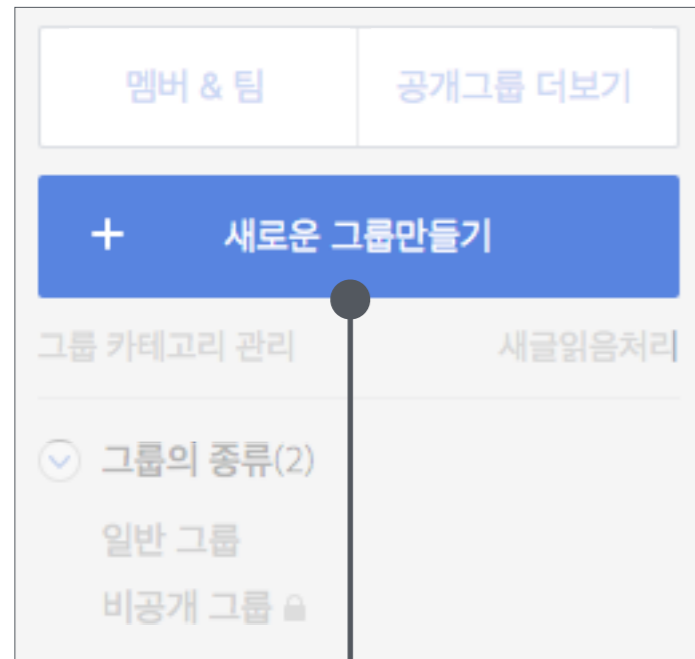 멤버 & 팀 공개그룹 더보기
+ 새로운 그룹만들기
그룹 카테고리 관리 새글읽음처리
그룹의 종류(2)
일반 그룹
비공개 그룹